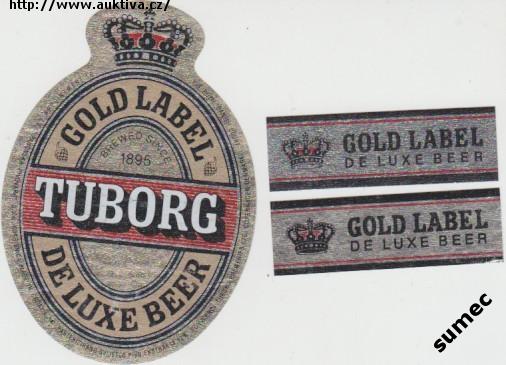 http://www.auktiva.cz/
GOLD LABEL
BREWED SINCE
1895
TUBORG
DE LUXE BEER
GOLD LABEL
DE LUXE BEER
GOLD LABEL
DE LUXE BEER
sumec